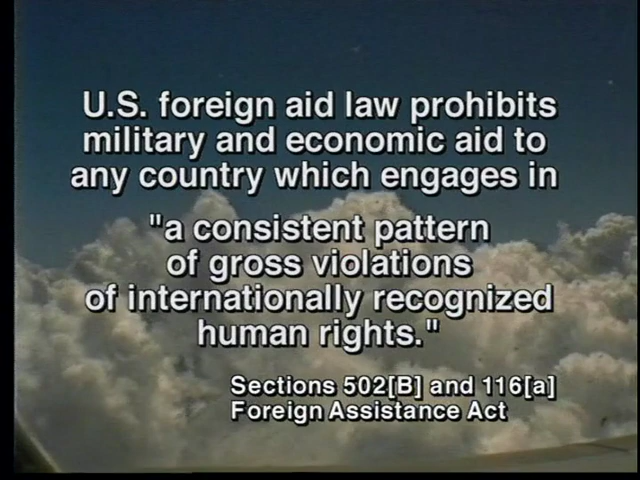 U.S. foreign aid law prohibits
military and economic aid to
any country which engages in
"a consistent pattern
of gross violations
of internationally recognized
human rights."
Sections 502[B] and 116[a]
Foreign Assistance Act